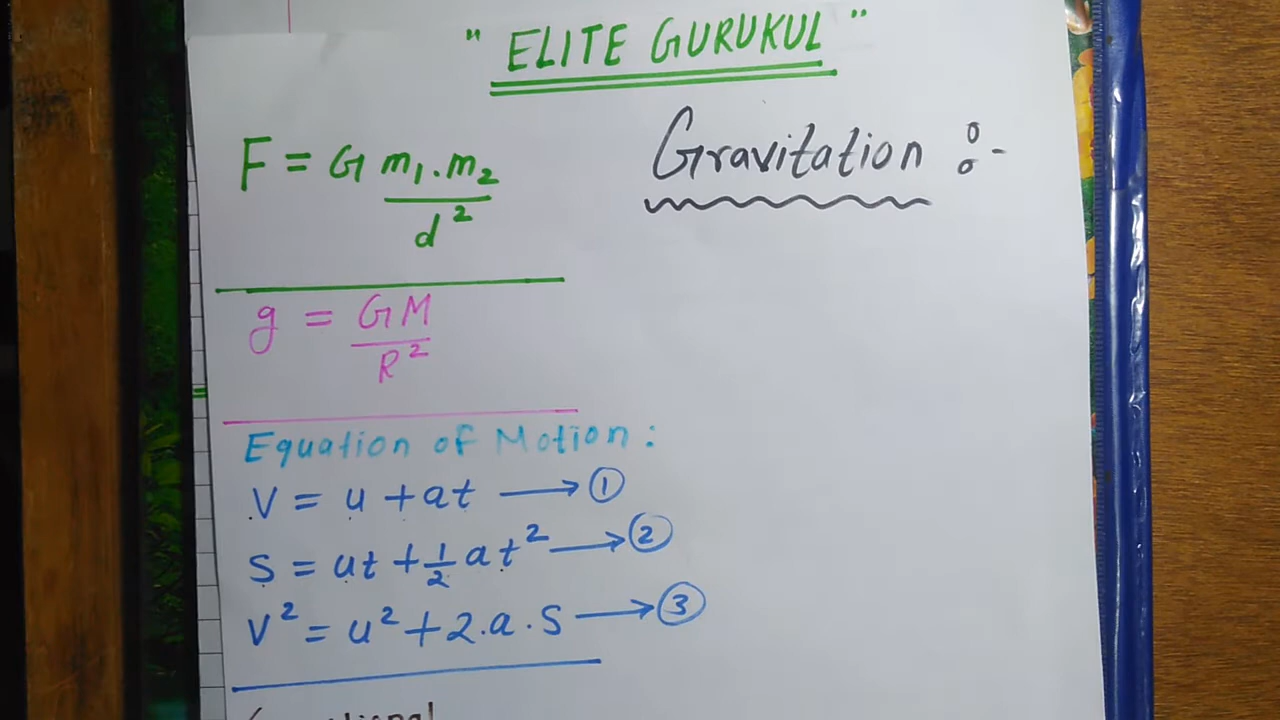 " ELITE GURUKUL "
Gravitation :-
F = G m₁.m₂ / d²
g = GM / R²
Equation of Motion :
V = u + at ⟶ ①
S = ut + ½ at² ⟶ ②
V² = u² + 2.a.S ⟶ ③